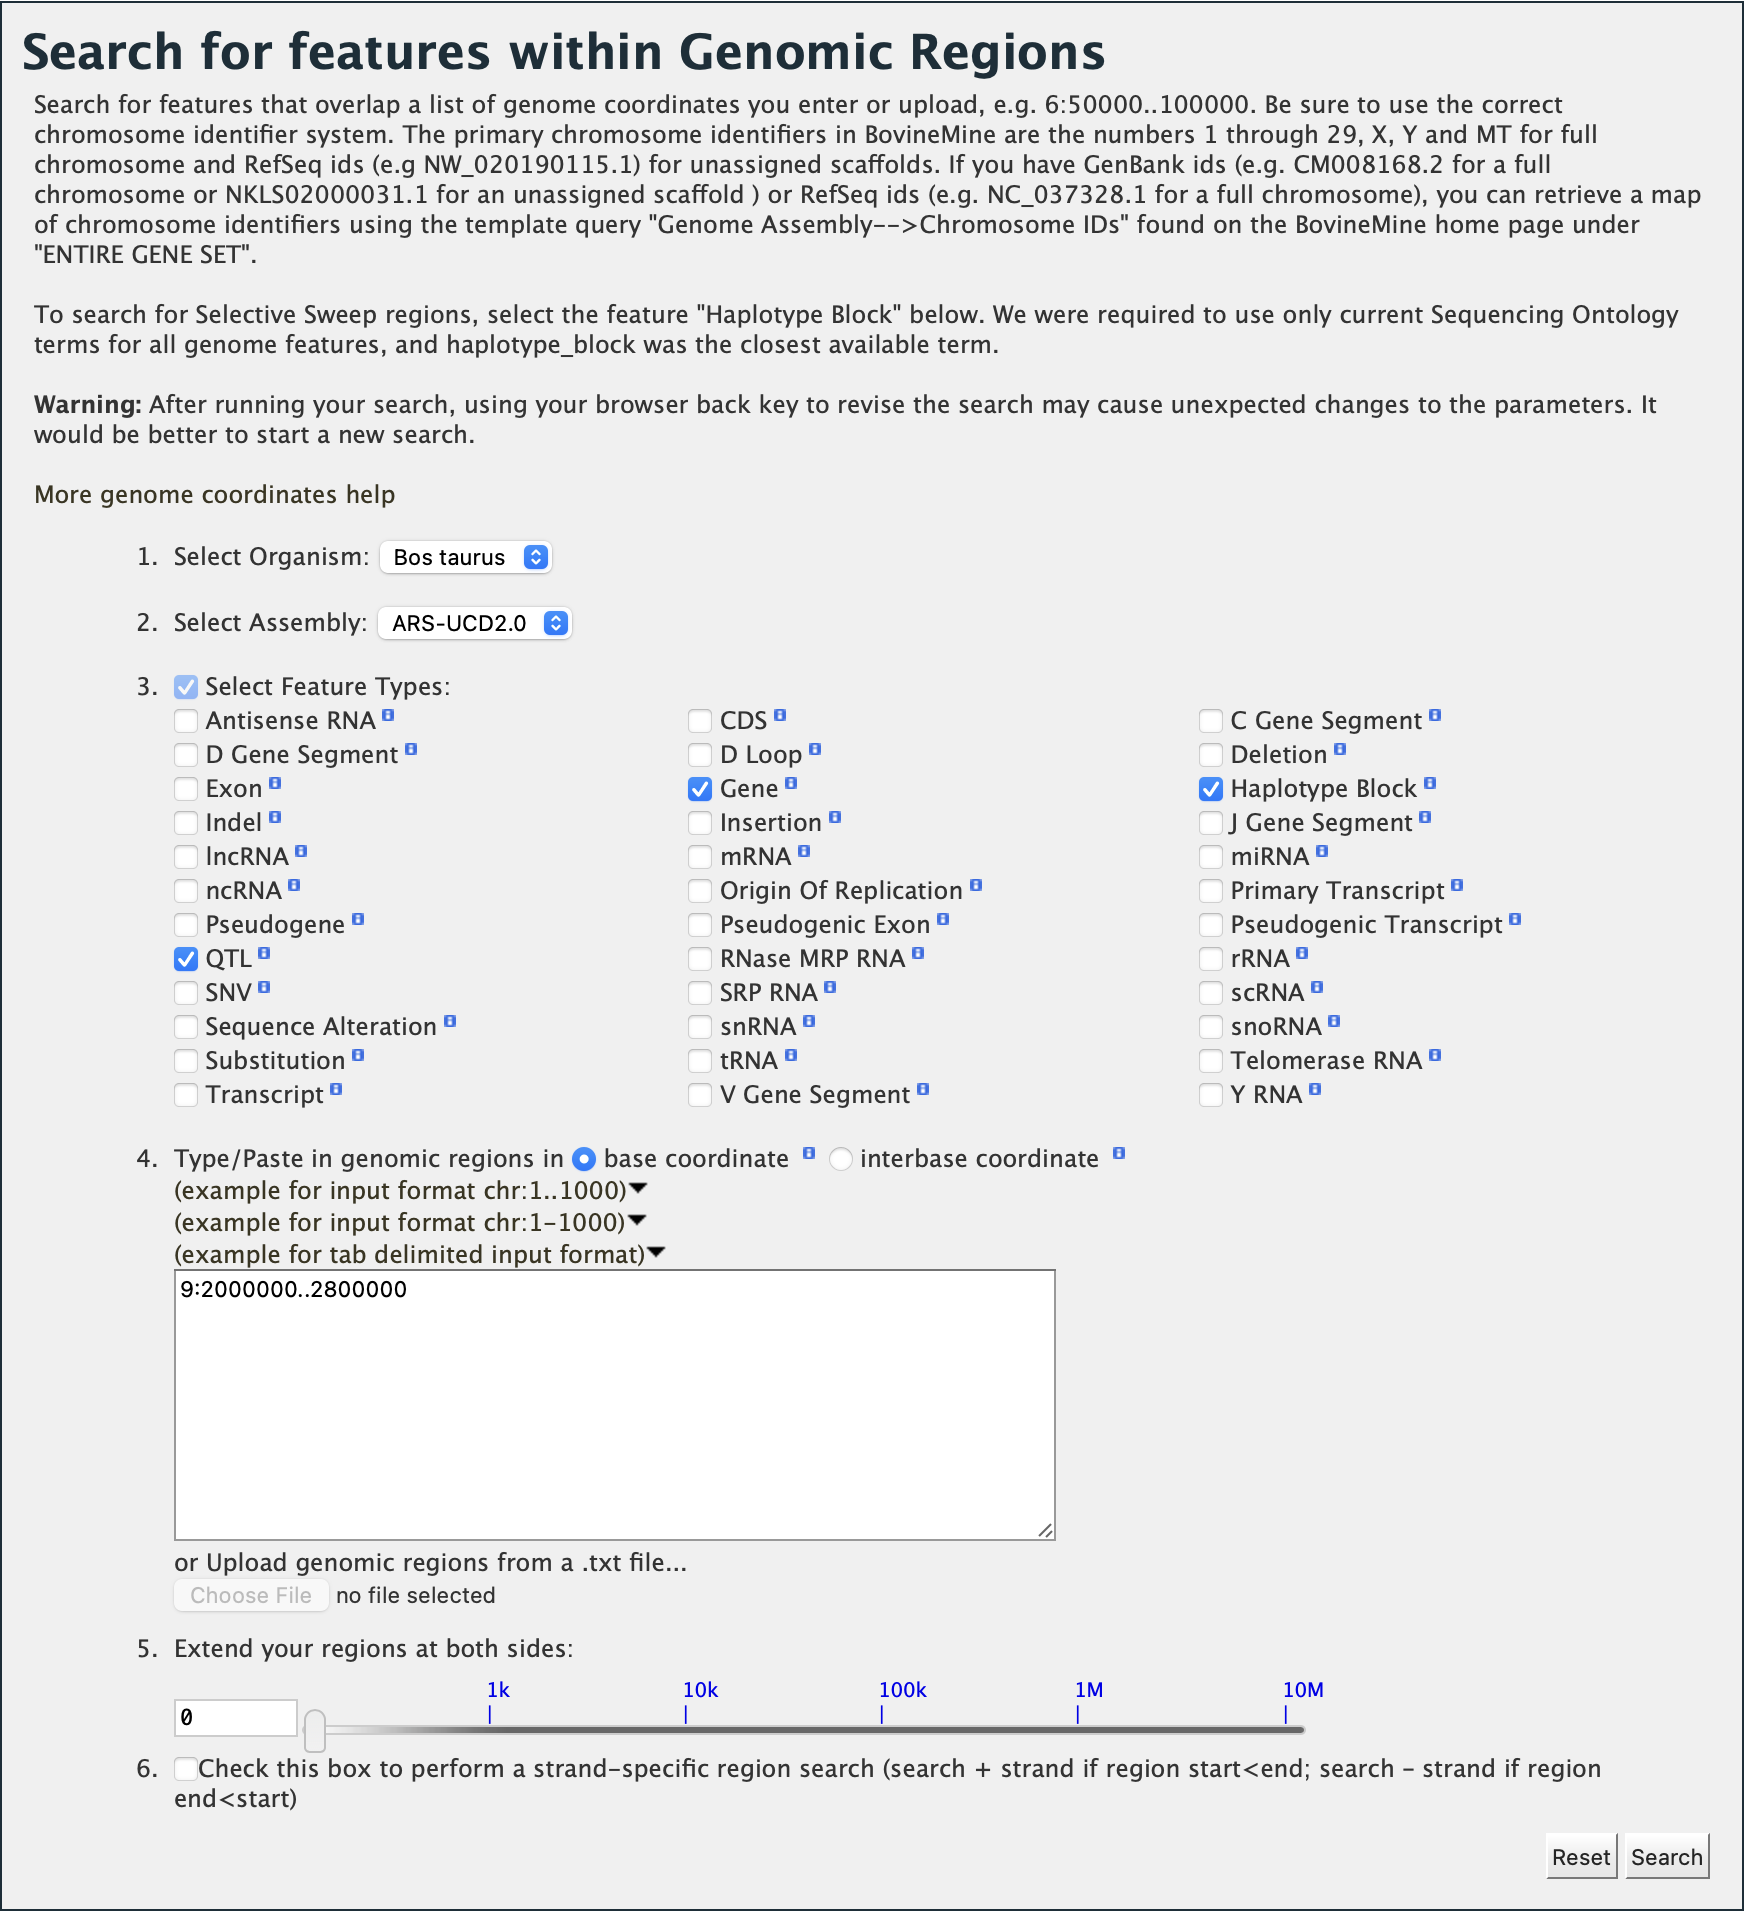 Search for features within Genomic Regions
Search for features that overlap a list of genome coordinates you enter or upload, e.g. 6:50000..100000. Be sure to use the correct
chromosome identifier system. The primary chromosome identifiers in BovineMine are the numbers 1 through 29, X, Y and MT for full
chromosome and RefSeq ids (e.g NW_020190115.1) for unassigned scaffolds. If you have GenBank ids (e.g. CM008168.2 for a full
chromosome or NKLS02000031.1 for an unassigned scaffold ) or RefSeq ids (e.g. NC_037328.1 for a full chromosome), you can retrieve a map
of chromosome identifiers using the template query "Genome Assembly-->Chromosome IDs" found on the BovineMine home page under
"ENTIRE GENE SET".
To search for Selective Sweep regions, select the feature "Haplotype Block" below. We were required to use only current Sequencing Ontology
terms for all genome features, and haplotype_block was the closest available term.
Warning: After running your search, using your browser back key to revise the search may cause unexpected changes to the parameters. It
would be better to start a new search.
More genome coordinates help
1. Select Organism: Bos taurus
2. Select Assembly: ARS-UCD2.0
3. Select Feature Types:
Antisense RNA CDS C Gene Segment
D Gene Segment D Loop Deletion
Exon Gene Haplotype Block
Indel Insertion J Gene Segment
lncRNA mRNA miRNA
ncRNA Origin Of Replication Primary Transcript
Pseudogene Pseudogenic Exon Pseudogenic Transcript
QTL RNase MRP RNA rRNA
SNV SRP RNA scRNA
Sequence Alteration snRNA snoRNA
Substitution tRNA Telomerase RNA
Transcript V Gene Segment Y RNA
4. Type/Paste in genomic regions in base coordinate interbase coordinate
(example for input format chr:1..1000)
(example for input format chr:1-1000)
(example for tab delimited input format)
9:2000000..2800000
or Upload genomic regions from a .txt file...
Choose File no file selected
5. Extend your regions at both sides:
1k 10k 100k 1M 10M
0
6. Check this box to perform a strand-specific region search (search + strand if region start<end; search - strand if region
end<start)
Reset Search